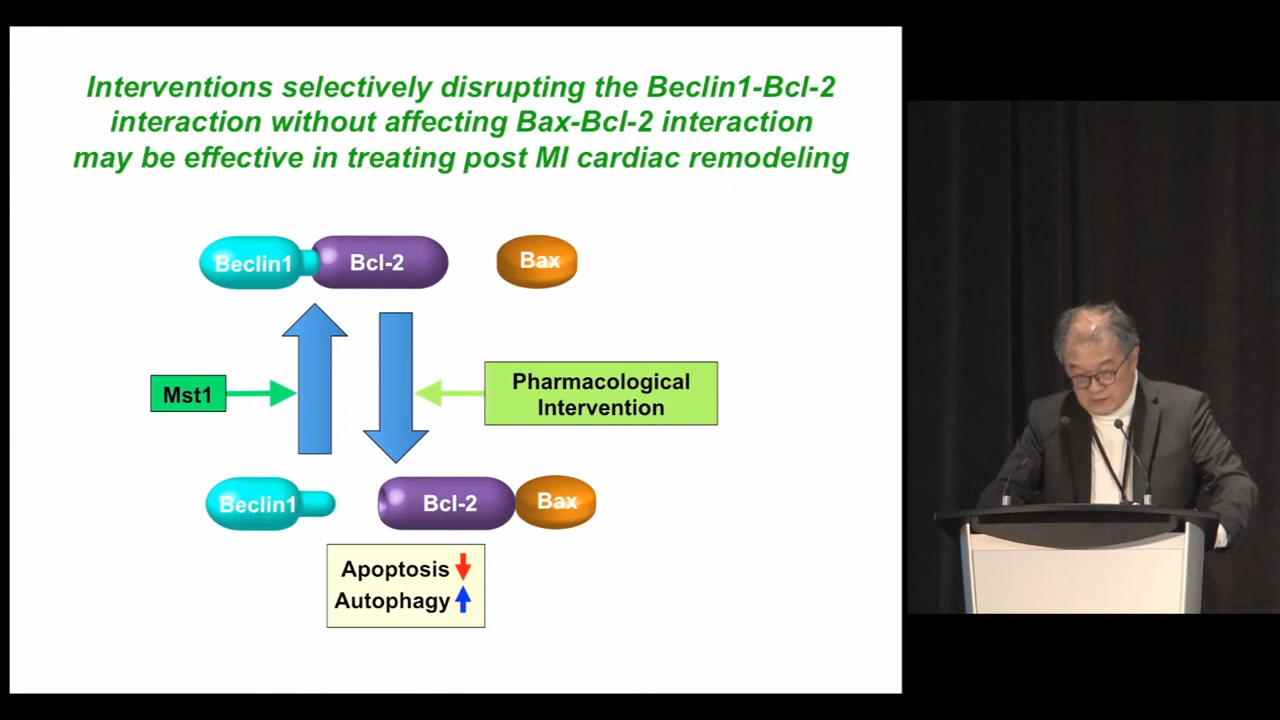 Interventions selectively disrupting the Beclin1-Bcl-2
interaction without affecting Bax-Bcl-2 interaction
may be effective in treating post MI cardiac remodeling
Beclin1
Bcl-2
Bax
Mst1
Pharmacological
Intervention
Beclin1
Bcl-2
Bax
Apoptosis
Autophagy